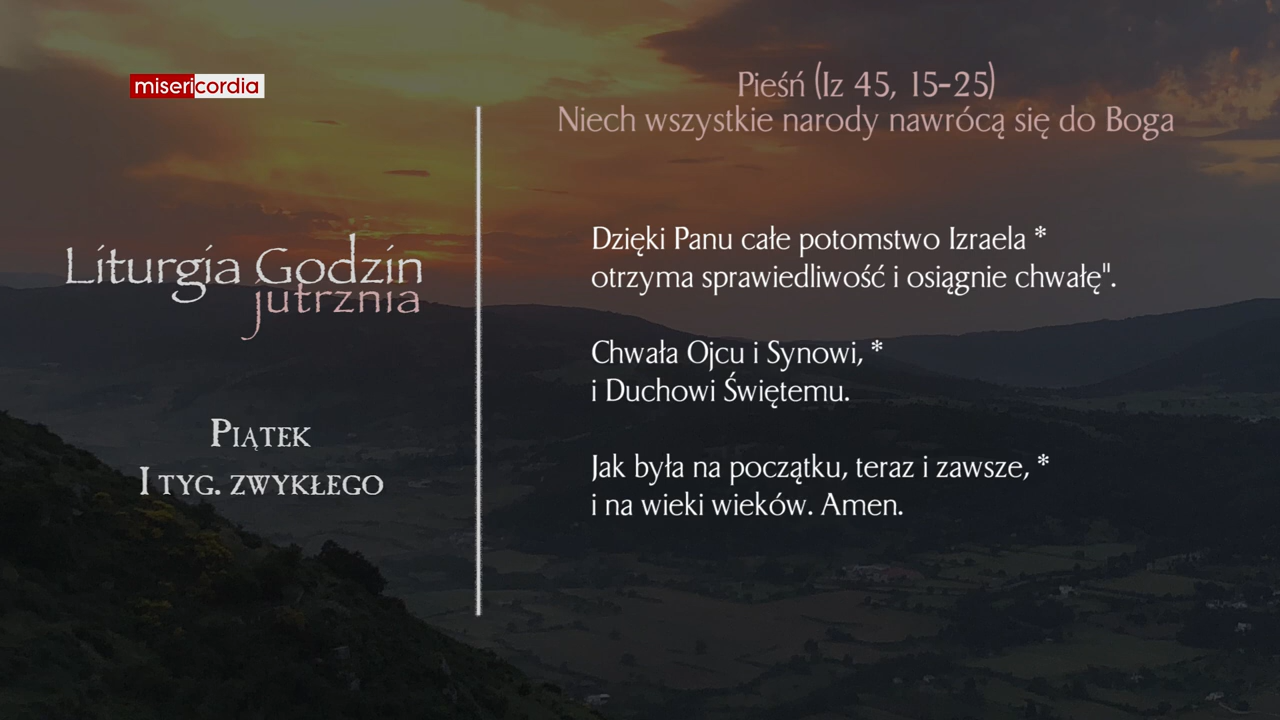 misericordia
Liturgia Godzin
jutrznia
Piątek
I tyg. zwykłego
Pieśń (Iz 45, 15-25)
Niech wszystkie narody nawrócą się do Boga
Dzięki Panu całe potomstwo Izraela *
otrzyma sprawiedliwość i osiągnie chwałę".
Chwała Ojcu i Synowi, *
i Duchowi Świętemu.
Jak była na początku, teraz i zawsze, *
i na wieki wieków. Amen.